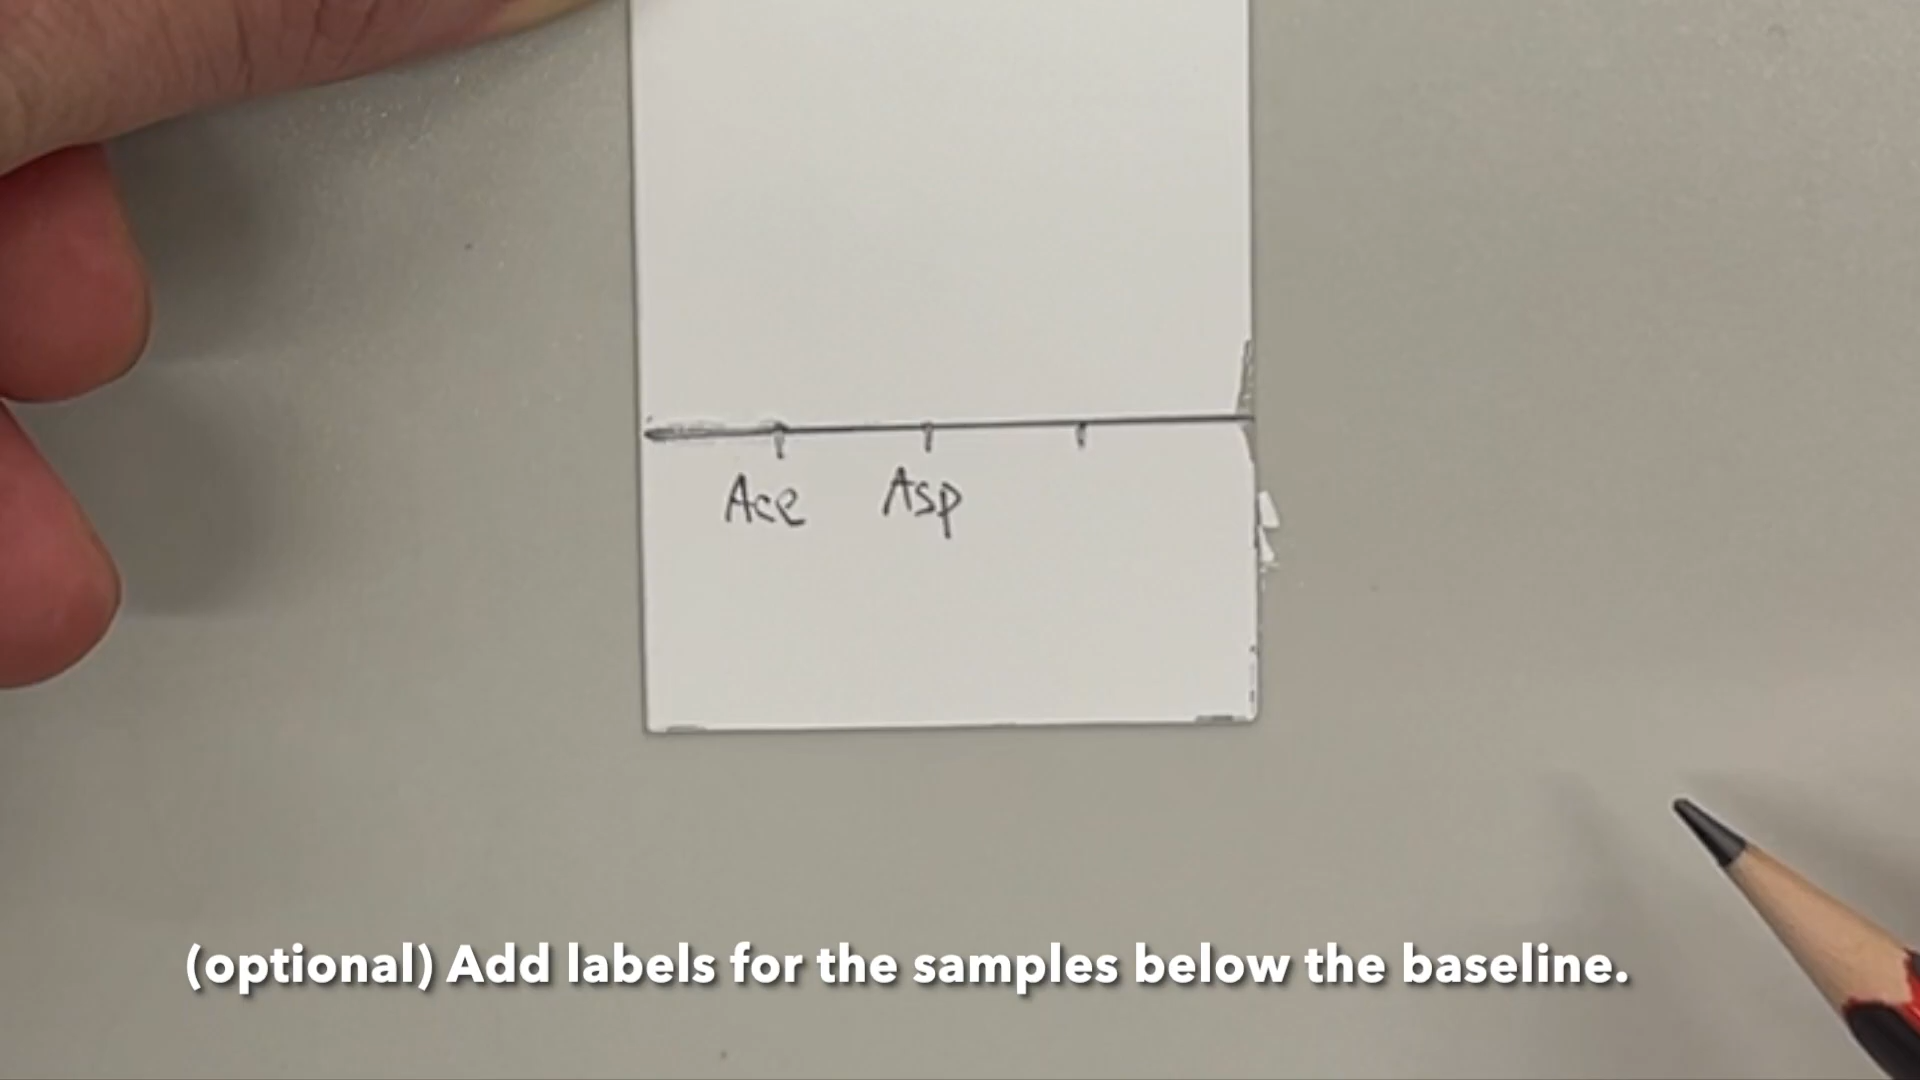 Ace Asp
(optional) Add labels for the samples below the baseline.